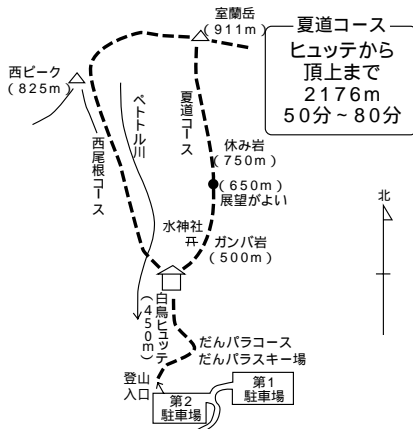 室蘭岳
(911m)
夏道コース
ヒュッテから
頂上まで
2176m
50分~80分
西ピーク
(825m)
ペトトル川
夏道コース
西尾根コース
休み岩
(750m)
(650m)
展望がよい
水神社
ガンバ岩
(500m)
北
白鳥ヒュッテ
(450m)
だんパラコース
だんパラスキー場
登山
入口
第1
駐車場
第2
駐車場